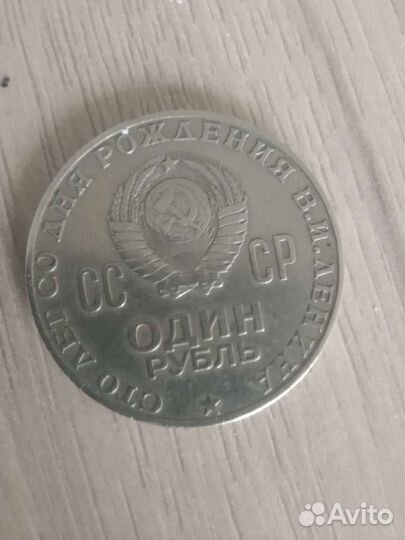 СТО ЛЕТ СО ДНЯ РОЖДЕНИЯ В.И.ЛЕНИНА
СС СР
ОДИН
РУБЛЬ
Avito